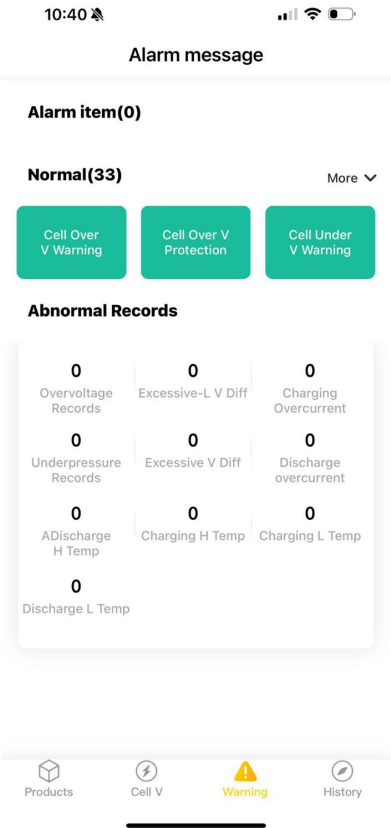 10:40
Alarm message
Alarm item(0)
Normal(33)
More
Cell Over
V Warning
Cell Over V
Protection
Cell Under
V Warning
Abnormal Records
0
Overvoltage
Records
0
Excessive-L V Diff
0
Charging
Overcurrent
0
Underpressure
Records
0
Excessive V Diff
0
Discharge
overcurrent
0
ADischarge
H Temp
0
Charging H Temp
0
Charging L Temp
0
Discharge L Temp
Products
Cell V
Warning
History